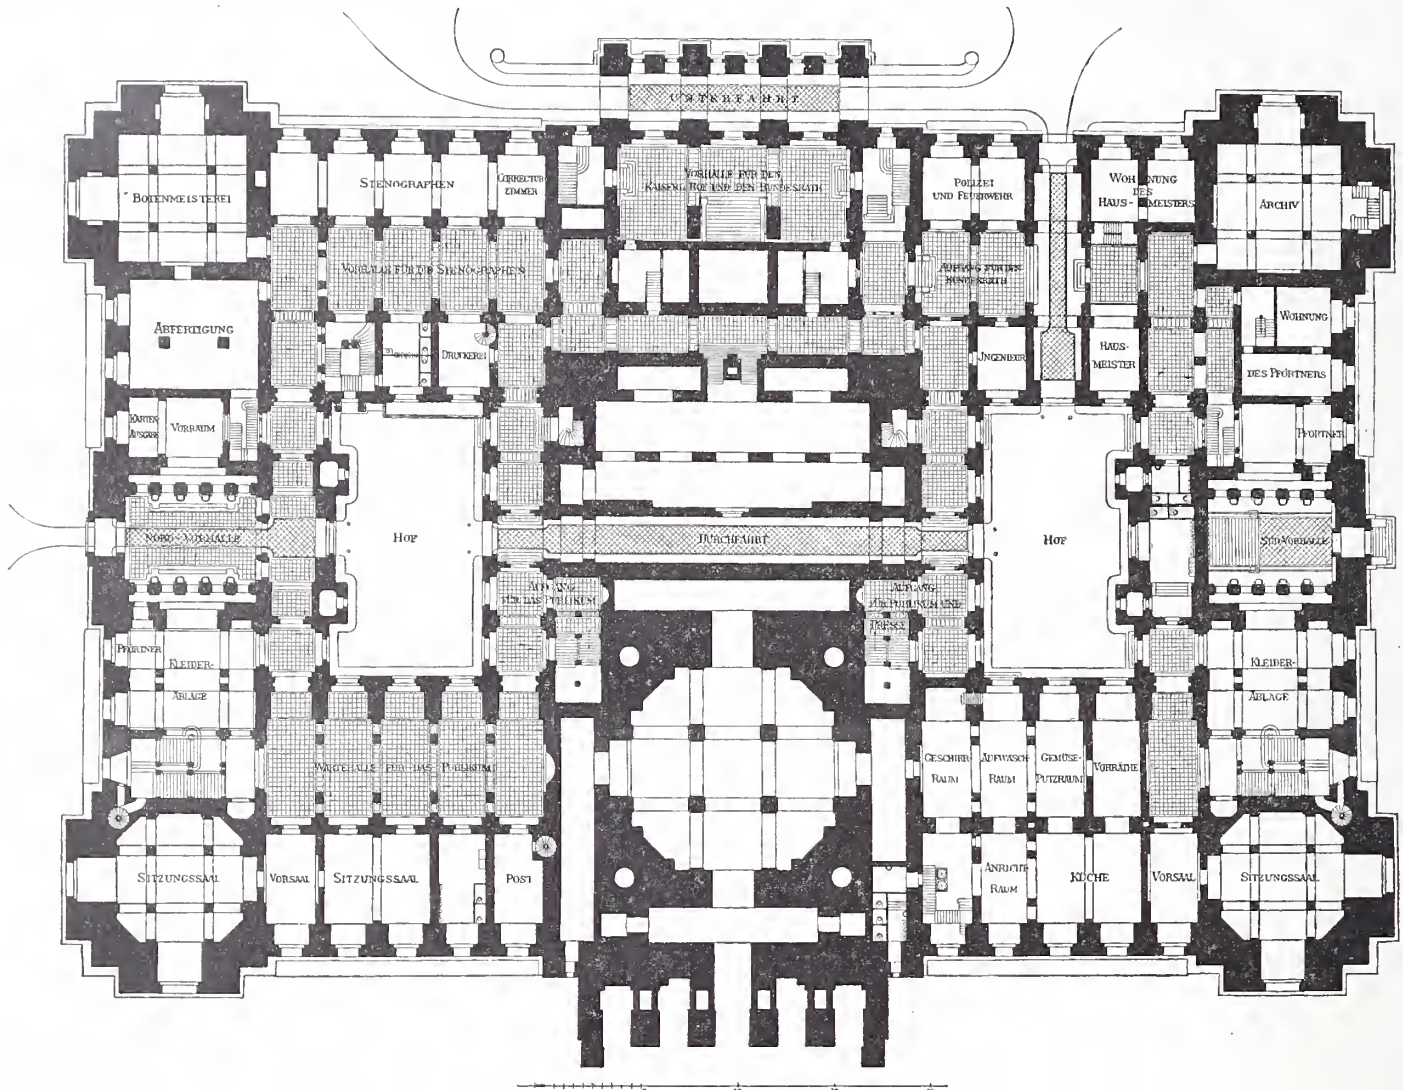 UNTERFAHRT
BOTENMEISTEREI
STENOGRAPHEN
CORRECTUR-
ZIMMER
VORHALLE FÜR DEN
KAISERL. HOF UND DEN BUNDESRATH
POLIZEI
UND FEUERWEHR
WOHNUNG
DES
HAUS-MEISTERS
ARCHIV
VORHALLE FÜR DIE STENOGRAPHEN
AUFGANG FÜR DEN
BUNDESRATH
ABFERTIGUNG
DRUCKEREI
INGENIEUR
HAUS-
MEISTER
WOHNUNG
DES PFÖRTNERS
KARTEN-
AUSGABE
VORRAUM
PFÖRTNER
NORD-VORHALLE
HOF
DURCHFAHRT
HOF
SÜD-VORHALLE
AUFGANG
FÜR DAS PUBLIKUM
AUFGANG
FÜR PUBLIKUM UND
PRESSE
PFÖRTNER
KLEIDER-
ABLAGE
KLEIDER-
ABLAGE
WARTEHALLE FÜR DAS PUBLIKUM
GESCHIRR-
RAUM
AUFWASCH-
RAUM
GEMÜSE-
PUTZRAUM
VORRÄTHE
SITZUNGSSAAL
VORSAAL
SITZUNGSSAAL
POST
ANRICHTE-
RAUM
KÜCHE
VORSAAL
SITZUNGSSAAL